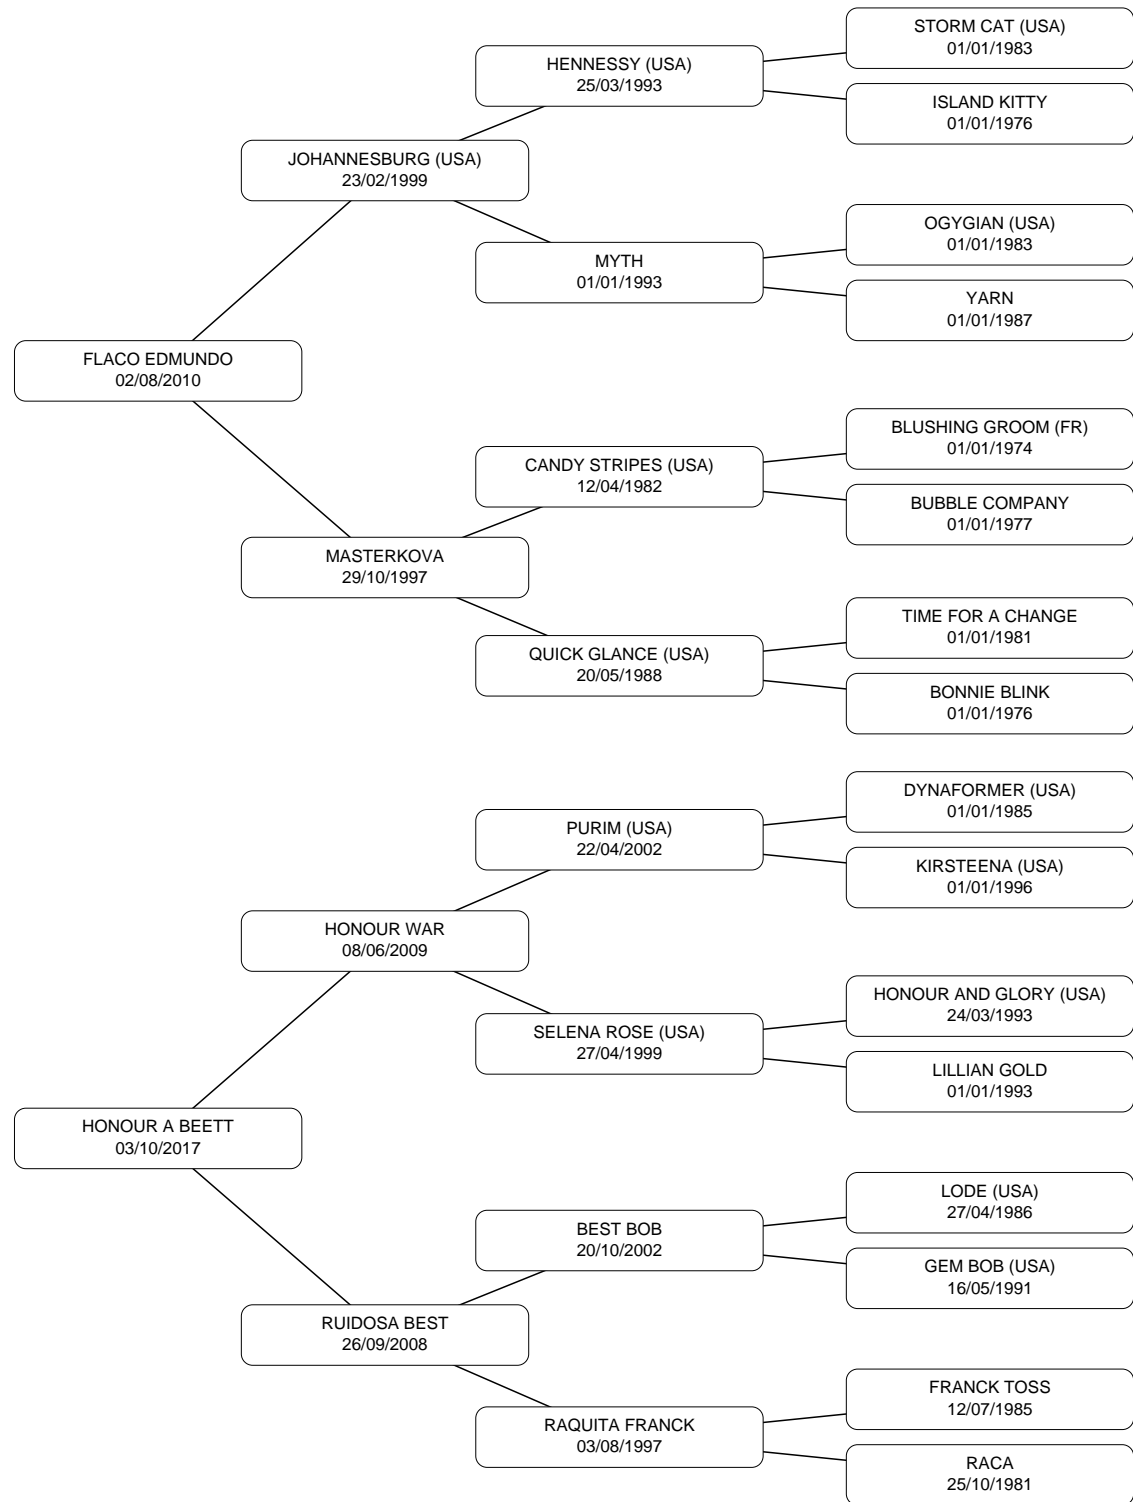 STORM CAT (USA)
01/01/1983
HENNESSY (USA)
25/03/1993
ISLAND KITTY
01/01/1976
JOHANNESBURG (USA)
23/02/1999
OGYGIAN (USA)
01/01/1983
MYTH
01/01/1993
YARN
01/01/1987
FLACO EDMUNDO
02/08/2010
BLUSHING GROOM (FR)
01/01/1974
CANDY STRIPES (USA)
12/04/1982
BUBBLE COMPANY
01/01/1977
MASTERKOVA
29/10/1997
TIME FOR A CHANGE
01/01/1981
QUICK GLANCE (USA)
20/05/1988
BONNIE BLINK
01/01/1976
DYNAFORMER (USA)
01/01/1985
PURIM (USA)
22/04/2002
KIRSTEENA (USA)
01/01/1996
HONOUR WAR
08/06/2009
HONOUR AND GLORY (USA)
24/03/1993
SELENA ROSE (USA)
27/04/1999
LILLIAN GOLD
01/01/1993
HONOUR A BEETT
03/10/2017
LODE (USA)
27/04/1986
BEST BOB
20/10/2002
GEM BOB (USA)
16/05/1991
RUIDOSA BEST
26/09/2008
FRANCK TOSS
12/07/1985
RAQUITA FRANCK
03/08/1997
RACA
25/10/1981